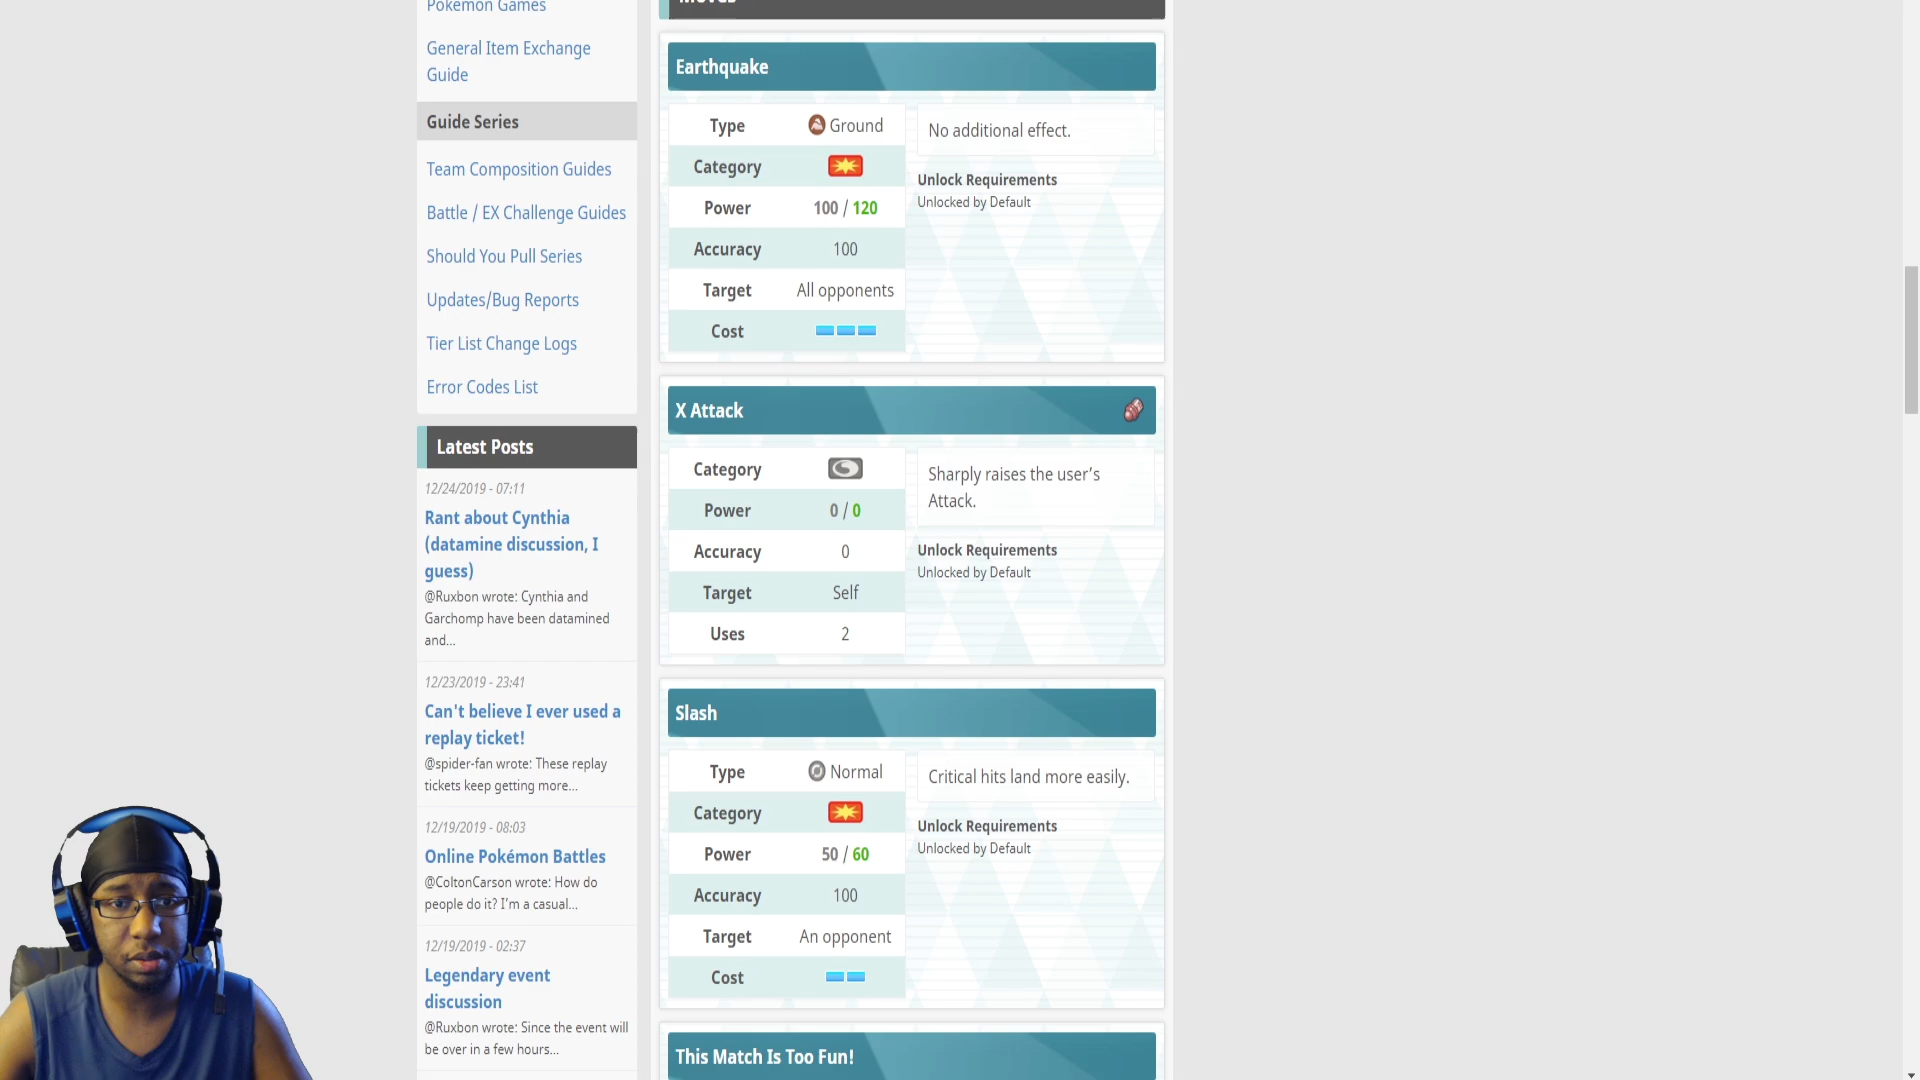 Pokémon Games
General Item Exchange
Guide
Guide Series
Team Composition Guides
Battle / EX Challenge Guides
Should You Pull Series
Updates/Bug Reports
Tier List Change Logs
Error Codes List
Latest Posts
12/24/2019 - 07:11
Rant about Cynthia
(datamine discussion, I
guess)
@Ruxbon wrote: Cynthia and
Garchomp have been datamined
and...
12/23/2019 - 23:41
Can't believe I ever used a
replay ticket!
@spider-fan wrote: These replay
tickets keep getting more...
12/19/2019 - 08:03
Online Pokémon Battles
@ColtonCarson wrote: How do
people do it? I'm a casual...
12/19/2019 - 02:37
Legendary event
discussion
@Ruxbon wrote: Since the event will
be over in a few hours...
Moves
Earthquake
Type Ground
Category
Power 100 / 120
Accuracy 100
Target All opponents
Cost
No additional effect.
Unlock Requirements
Unlocked by Default
X Attack
Category
Power 0 / 0
Accuracy 0
Target Self
Uses 2
Sharply raises the user's
Attack.
Unlock Requirements
Unlocked by Default
Slash
Type Normal
Category
Power 50 / 60
Accuracy 100
Target An opponent
Cost
Critical hits land more easily.
Unlock Requirements
Unlocked by Default
This Match Is Too Fun!